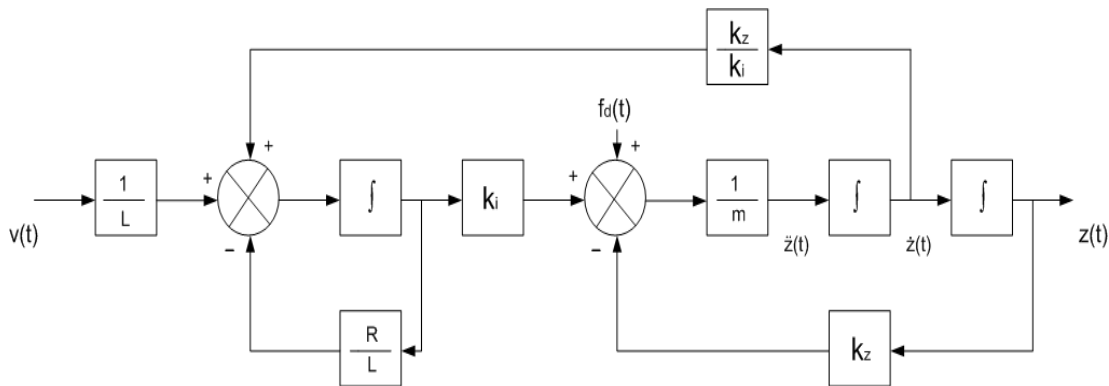 kz
ki
fd(t)
+
+
1
L
+
∫
ki
+
1
m
∫
∫
v(t)
−
−
z̈(t)
ż(t)
z(t)
R
L
kz